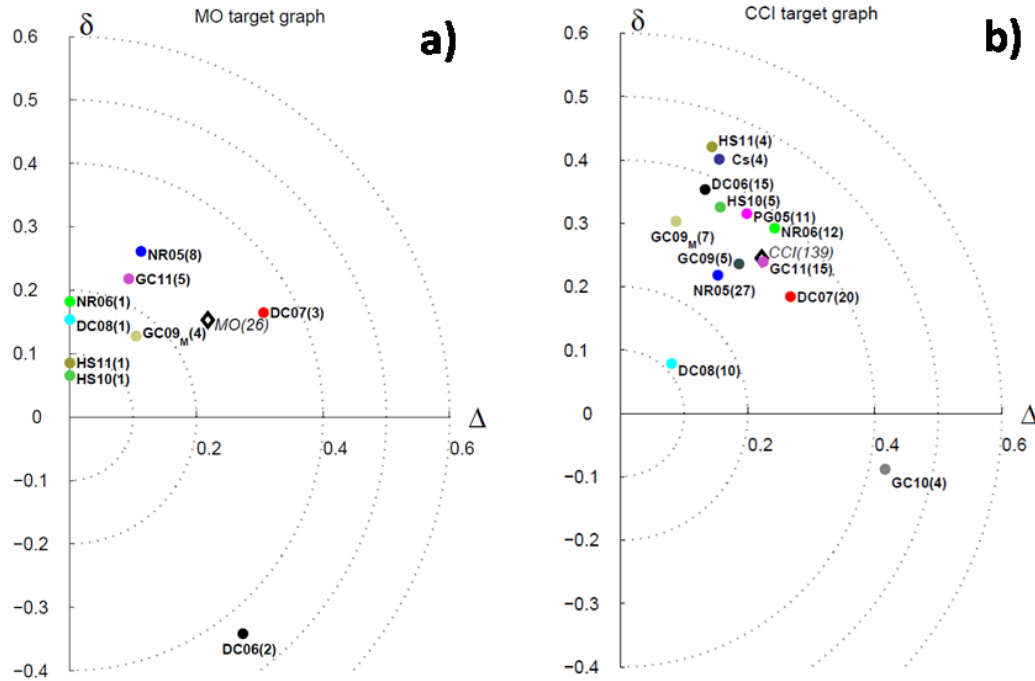 δ
MO target graph
a)
0.6
0.5
0.4
0.3
0.2
0.1
0
−0.1
−0.2
−0.3
−0.4
0.2
0.4
0.6
Δ
NR05(8)
GC11(5)
NR06(1)
DC08(1)
GC09M(4)
MO(26)
DC07(3)
HS11(1)
HS10(1)
DC06(2)
δ
CCI target graph
b)
0.6
0.5
0.4
0.3
0.2
0.1
0
−0.1
−0.2
−0.3
−0.4
0.2
0.4
0.6
Δ
HS11(4)
Cs(4)
DC06(15)
HS10(5)
PG05(11)
GC09M(7)
NR06(12)
CCI(139)
GC09(5)
GC11(15)
NR05(27)
DC07(20)
DC08(10)
GC10(4)